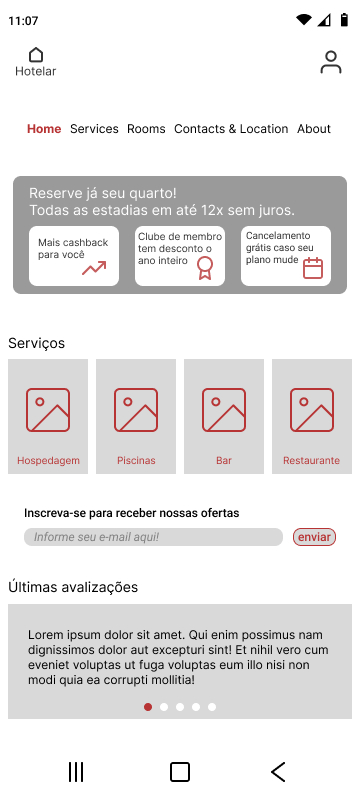 11:07
Hotelar
Home Services Rooms Contacts & Location About
Reserve já seu quarto!
Todas as estadias em até 12x sem juros.
Mais cashback
para você
Clube de membro
tem desconto o
ano inteiro
Cancelamento
grátis caso seu
plano mude
Serviços
Hospedagem
Piscinas
Bar
Restaurante
Inscreva-se para receber nossas ofertas
Informe seu e-mail aqui!
enviar
Últimas avalizações
Lorem ipsum dolor sit amet. Qui enim possimus nam
dignissimos dolor aut excepturi sint! Et nihil vero cum
eveniet voluptas ut fuga voluptas eum illo nisi non
modi quia ea corrupti mollitia!